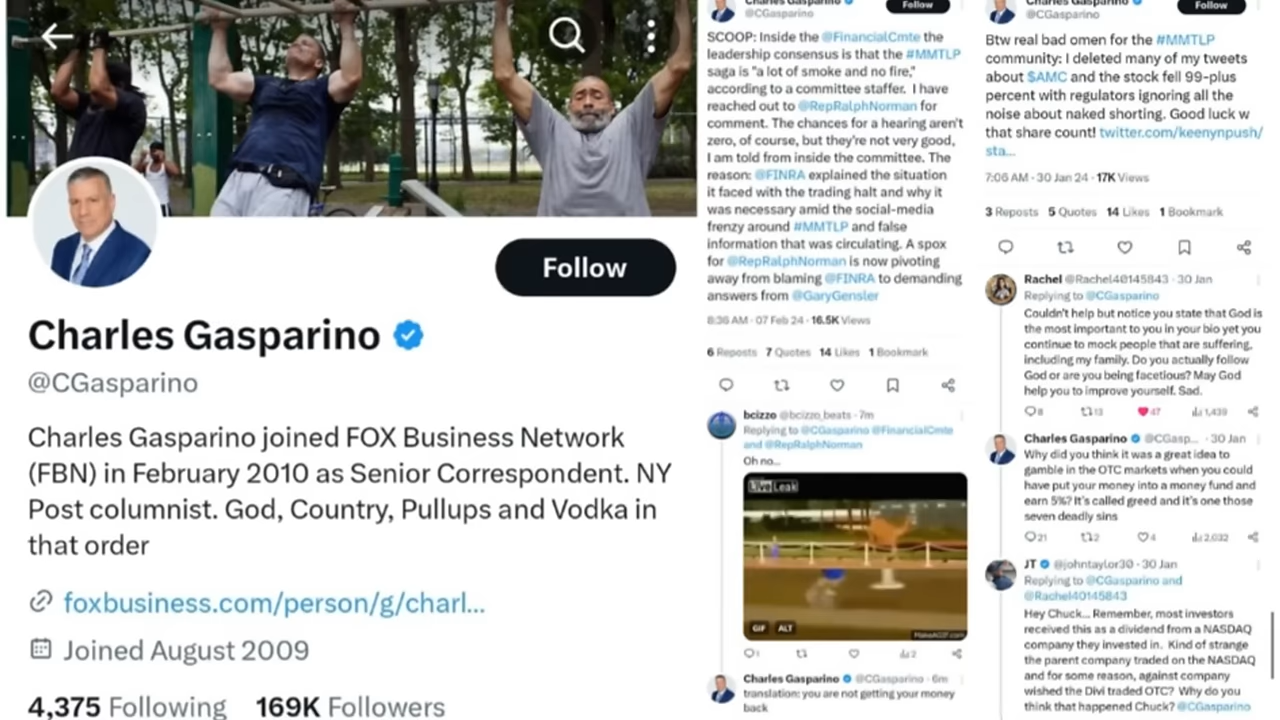 Follow
Charles Gasparino
@CGasparino
Charles Gasparino joined FOX Business Network
(FBN) in February 2010 as Senior Correspondent. NY
Post columnist. God, Country, Pullups and Vodka in
that order
foxbusiness.com/person/g/charl...
Joined August 2009
4,375 Following 169K Followers
Charles Gasparino
@CGasparino
Follow
SCOOP: Inside the @FinancialCmte the
leadership consensus is that the #MMTLP
saga is "a lot of smoke and no fire,"
according to a committee staffer. I have
reached out to @RepRalphNorman for
comment. The chances for a hearing aren't
zero, of course, but they're not very good,
I am told from inside the committee. The
reason: @FINRA explained the situation
it faced with the trading halt and why it
was necessary amid the social-media
frenzy around #MMTLP and false
information that was circulating. A spox
for @RepRalphNorman is now pivoting
away from blaming @FINRA to demanding
answers from @GaryGensler
8:36 AM · 07 Feb 24 · 16.5K Views
6 Reposts 7 Quotes 14 Likes 1 Bookmark
bcizzo @bcizzo_beats · 7m
Replying to @CGasparino @FinancialCmte
and @RepRalphNorman
Oh no...
LiveLeak
GIF ALT
MakeAGIF.com
1
2
Charles Gasparino @CGasparino · 6m
translation: you are not getting your money
back
Charles Gasparino
@CGasparino
Follow
Btw real bad omen for the #MMTLP
community: I deleted many of my tweets
about $AMC and the stock fell 99-plus
percent with regulators ignoring all the
noise about naked shorting. Good luck w
that share count! twitter.com/keenynpush/
sta...
7:06 AM · 30 Jan 24 · 17K Views
3 Reposts 5 Quotes 14 Likes 1 Bookmark
Rachel @Rachel40145843 · 30 Jan
Replying to @CGasparino
Couldn't help but notice you state that God is
the most important to you in your bio yet you
continue to mock people that are suffering,
including my family. Do you actually follow
God or are you being facetious? May God
help you to improve yourself. Sad.
8 13 47 1,439
Charles Gasparino @CGasp... · 30 Jan
Why did you think it was a great idea to
gamble in the OTC markets when you could
have put your money into a money fund and
earn 5%? It's called greed and it's one those
seven deadly sins
21 2 4 2,032
JT @johntaylor30 · 30 Jan
Replying to @CGasparino and
@Rachel40145843
Hey Chuck... Remember, most investors
received this as a dividend from a NASDAQ
company they invested in. Kind of strange
the parent company traded on the NASDAQ
and for some reason, against company
wished the Divi traded OTC? Why do you
think that happened Chuck? @CGasparino